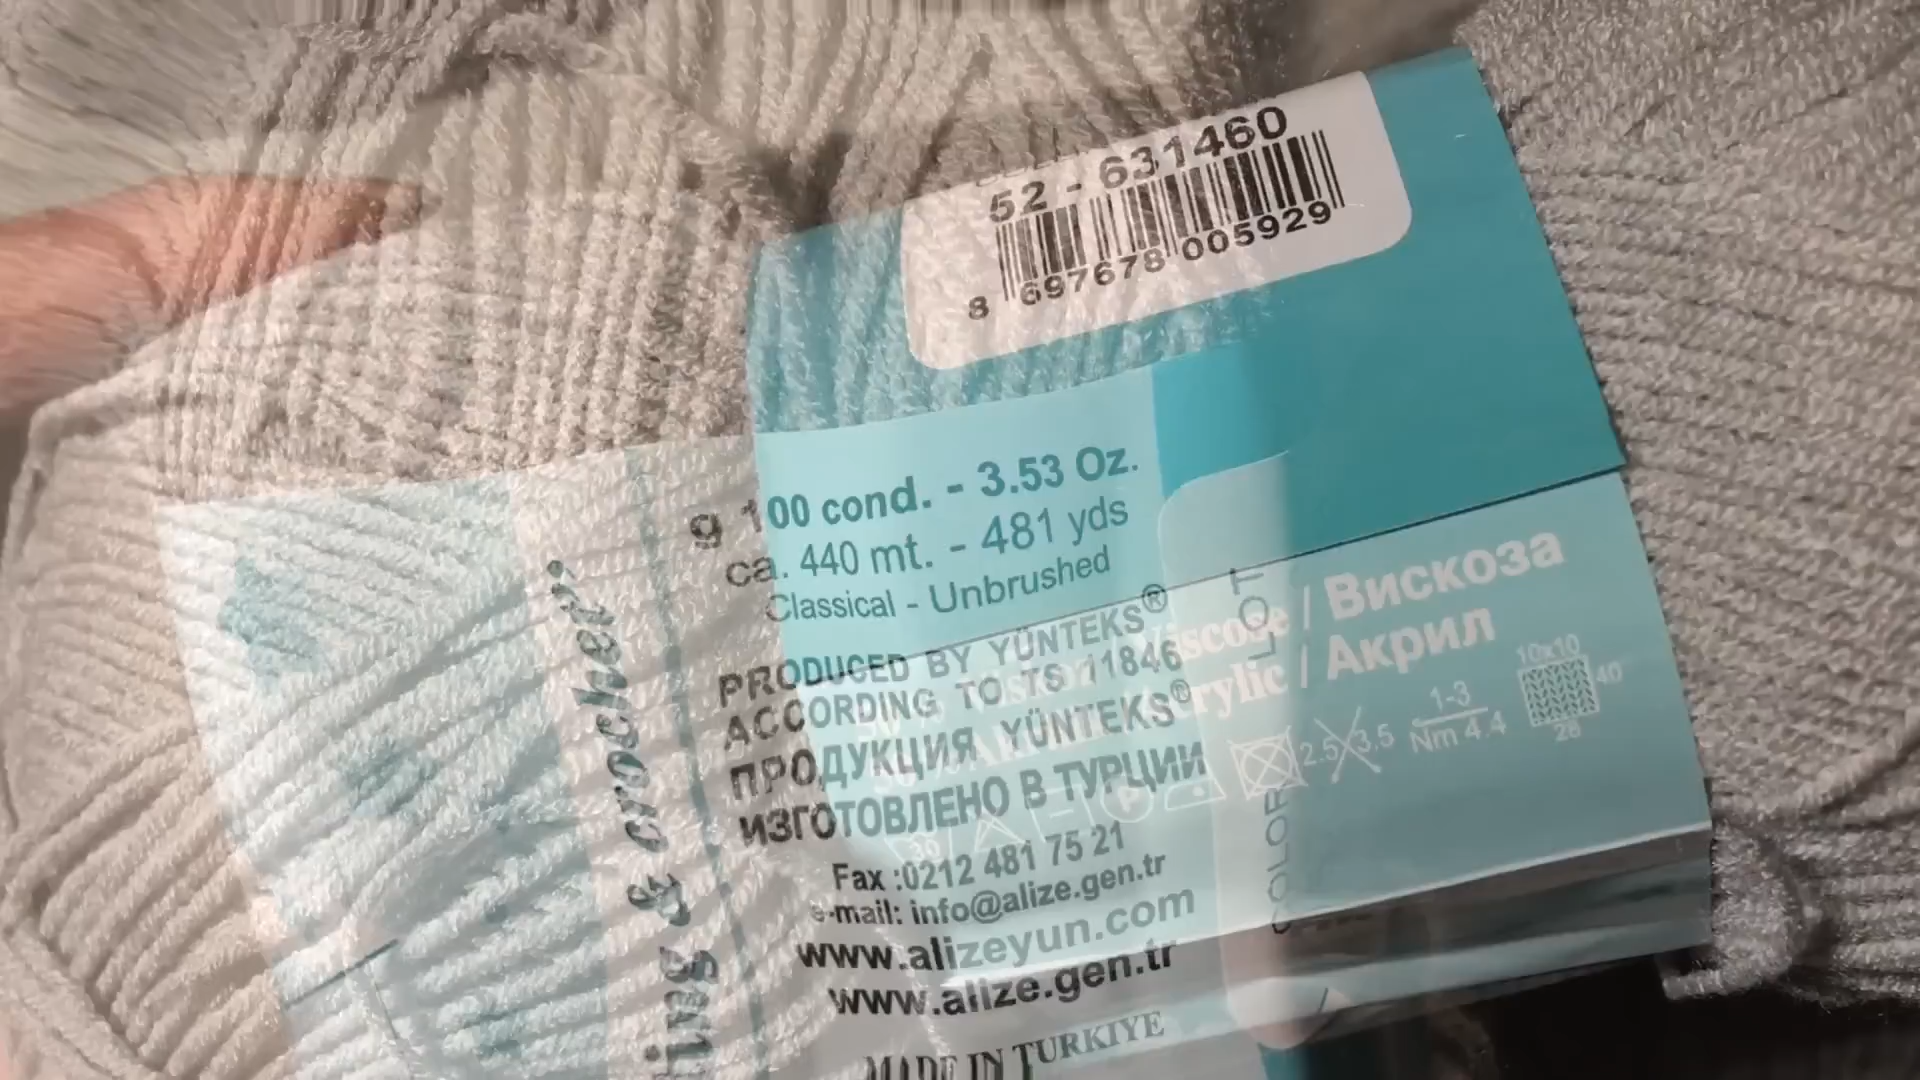 52 - 631460
8 697678 005929
g 100 cond. - 3.53 Oz.
ca. 440 mt. - 481 yds
Classical - Unbrushed
PRODUCED BY YÜNTEKS®
ACCORDING TO TS 11846
ПРОДУКЦИЯ YÜNTEKS®
ИЗГОТОВЛЕНО В ТУРЦИИ
Fax :0212 481 75 21
e-mail: info@alize.gen.tr
www.alizeyun.com
www.alize.gen.tr
MADE IN TURKIYE
& crochet
LOT
COLOR
/ Вискоза
/ Акрил
10x10
40
28
1-3
Nm 4.4
2.5 3.5
30